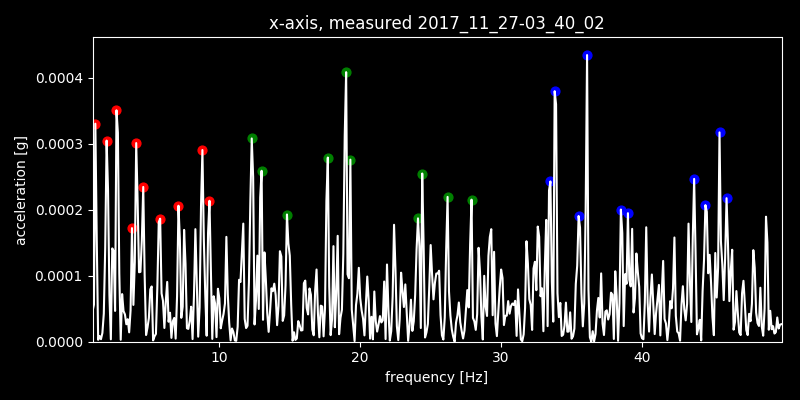 x-axis, measured 2017_11_27-03_40_02
0.0004
0.0003
0.0002
0.0001
0.0000
acceleration [g]
10 20 30 40
frequency [Hz]